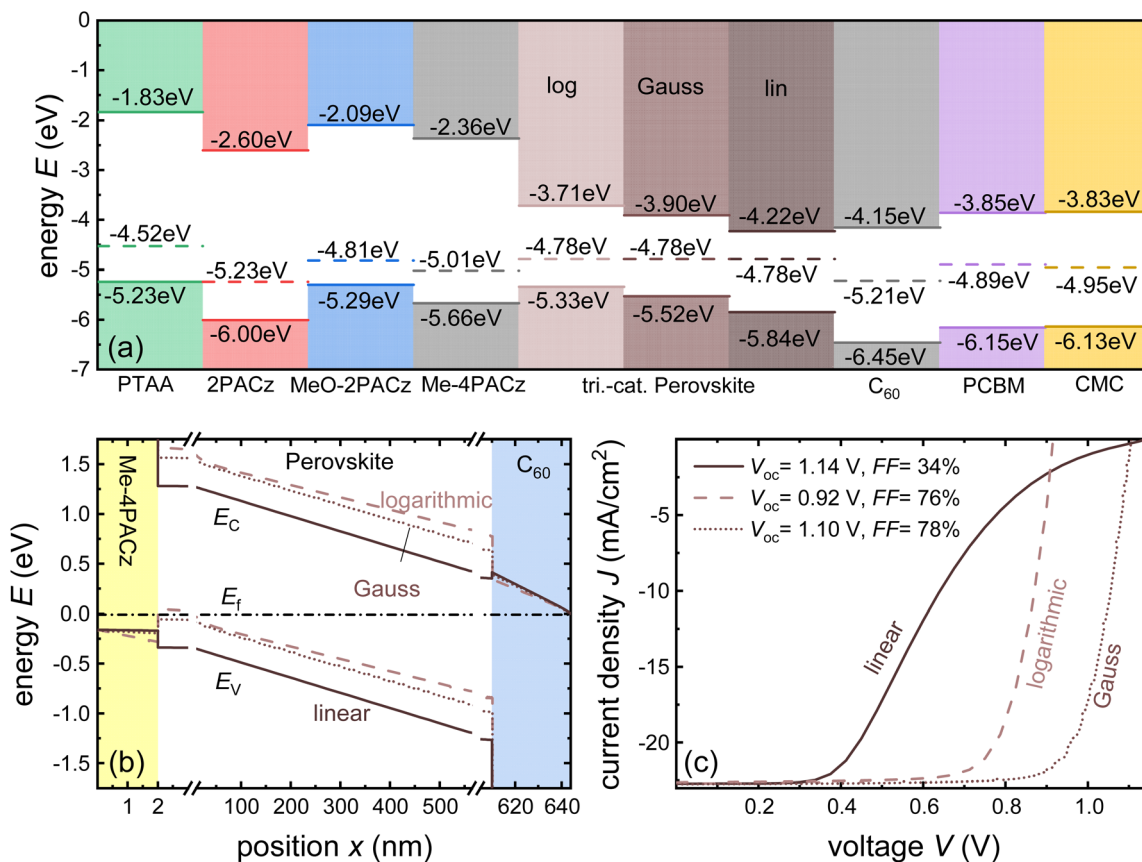 0
-1
-2
-3
-4
-5
-6
-7
energy E (eV)
log
Gauss
lin
-1.83eV
-2.60eV
-2.09eV
-2.36eV
-3.71eV
-3.90eV
-4.22eV
-4.15eV
-3.85eV
-3.83eV
-4.52eV
-5.23eV
-4.81eV
-5.01eV
-4.78eV
-4.78eV
-4.78eV
-5.21eV
-4.89eV
-4.95eV
-5.23eV
-6.00eV
-5.29eV
-5.66eV
-5.33eV
-5.52eV
-5.84eV
-6.45eV
-6.15eV
-6.13eV
(a)
PTAA
2PACz
MeO-2PACz
Me-4PACz
tri.-cat. Perovskite
C₆₀
PCBM
CMC
1.5
1.0
0.5
0.0
-0.5
-1.0
-1.5
energy E (eV)
Me-4PACz
Perovskite
C₆₀
logarithmic
E_C
Gauss
E_f
E_V
linear
(b)
1
2
100
200
300
400
500
620
640
position x (nm)
-5
-10
-15
-20
current density J (mA/cm²)
V_oc= 1.14 V, FF= 34%
V_oc= 0.92 V, FF= 76%
V_oc= 1.10 V, FF= 78%
linear
logarithmic
Gauss
(c)
0.2
0.4
0.6
0.8
1.0
voltage V (V)